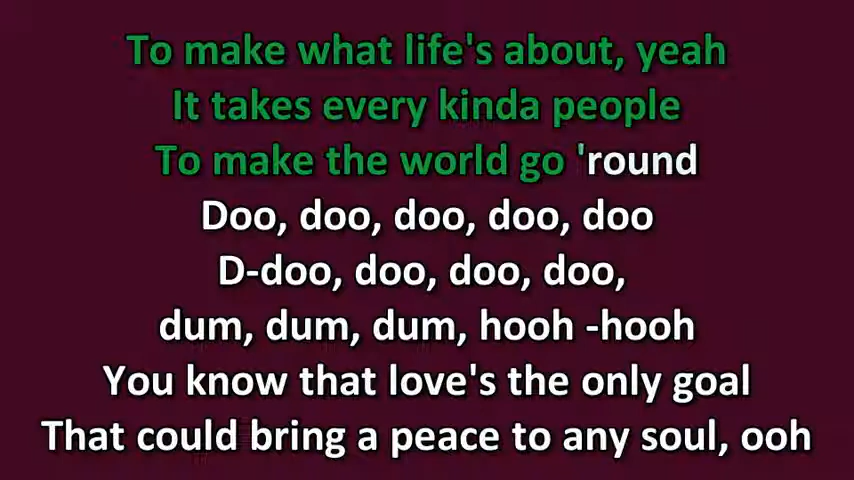 To make what life's about, yeah
It takes every kinda people
To make the world go 'round
Doo, doo, doo, doo, doo
D-doo, doo, doo, doo,
dum, dum, dum, hooh -hooh
You know that love's the only goal
That could bring a peace to any soul, ooh